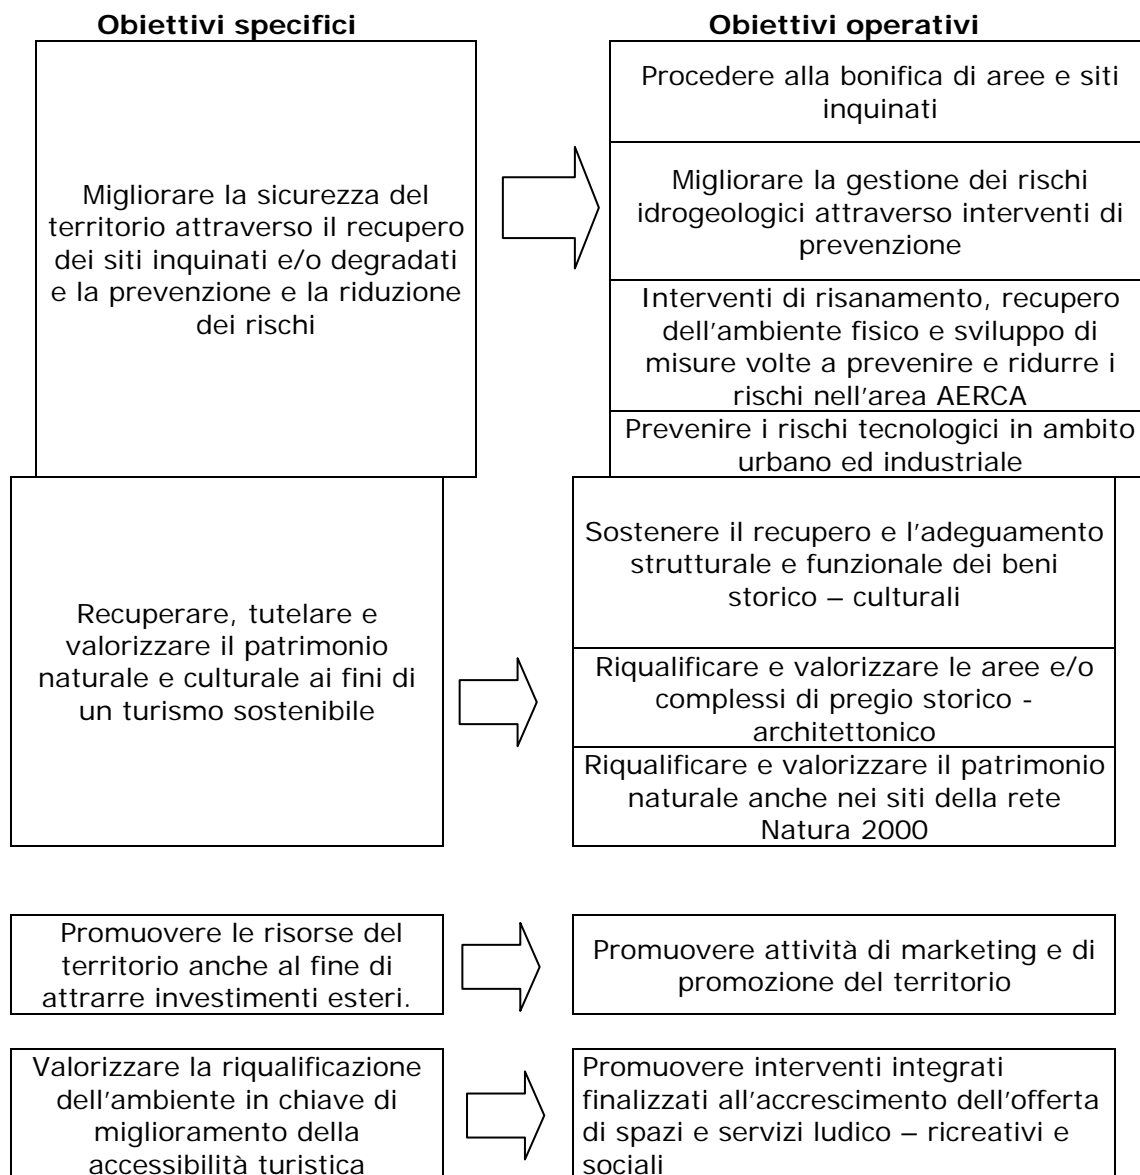 Obiettivi specifici
Obiettivi operativi
Migliorare la sicurezza del
territorio attraverso il recupero
dei siti inquinati e/o degradati
e la prevenzione e la riduzione
dei rischi
Procedere alla bonifica di aree e siti
inquinati
Migliorare la gestione dei rischi
idrogeologici attraverso interventi di
prevenzione
Interventi di risanamento, recupero
dell'ambiente fisico e sviluppo di
misure volte a prevenire e ridurre i
rischi nell'area AERCA
Prevenire i rischi tecnologici in ambito
urbano ed industriale
Recuperare, tutelare e
valorizzare il patrimonio
naturale e culturale ai fini di
un turismo sostenibile
Sostenere il recupero e l'adeguamento
strutturale e funzionale dei beni
storico – culturali
Riqualificare e valorizzare le aree e/o
complessi di pregio storico -
architettonico
Riqualificare e valorizzare il patrimonio
naturale anche nei siti della rete
Natura 2000
Promuovere le risorse del
territorio anche al fine di
attrarre investimenti esteri.
Promuovere attività di marketing e di
promozione del territorio
Valorizzare la riqualificazione
dell'ambiente in chiave di
miglioramento della
accessibilità turistica
Promuovere interventi integrati
finalizzati all'accrescimento dell'offerta
di spazi e servizi ludico – ricreativi e
sociali